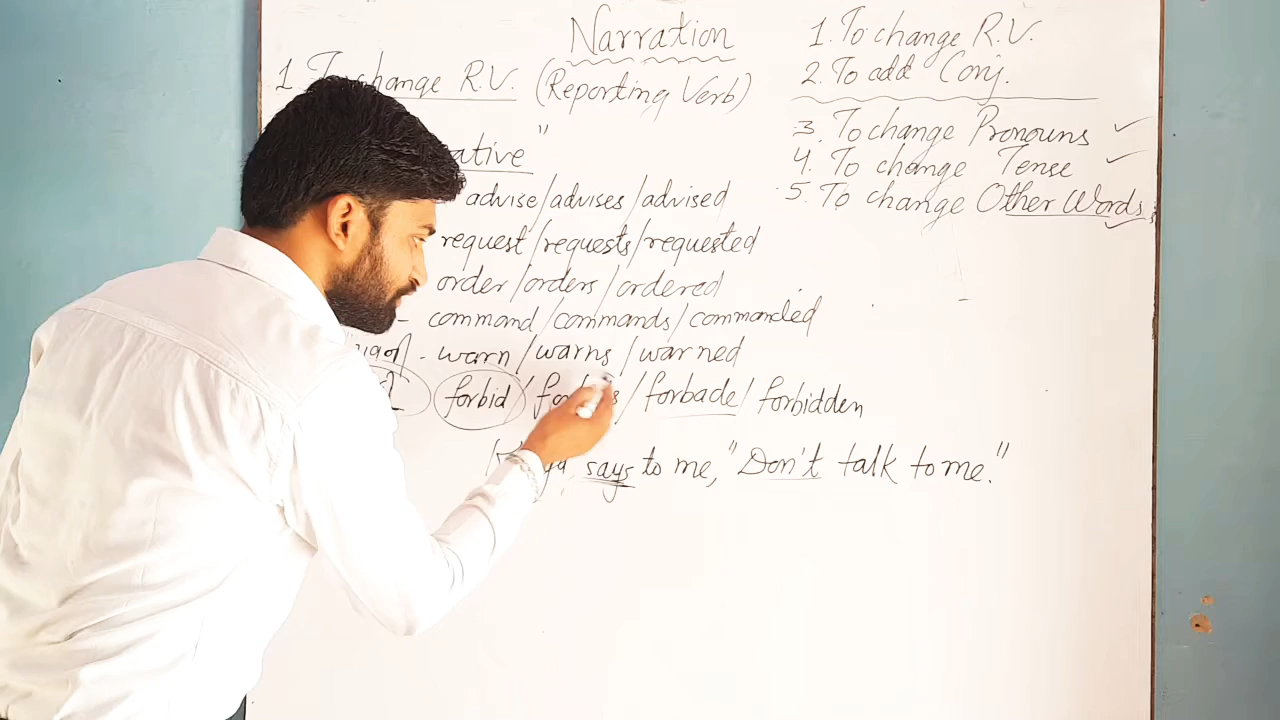 Narration
1. To change R.V. (Reporting Verb)
ative"
advise/advises/advised
request/requests/requested
order/orders/ordered
- command/commands/commanded
- warn/warns/warned
forbid/ / forbade/ forbidden
says to me, "Don't talk to me."
1. To change R.V.
2. To add Conj.
3. To change Pronouns ✓
4. To change Tense ✓
5. To change Other Words ✓